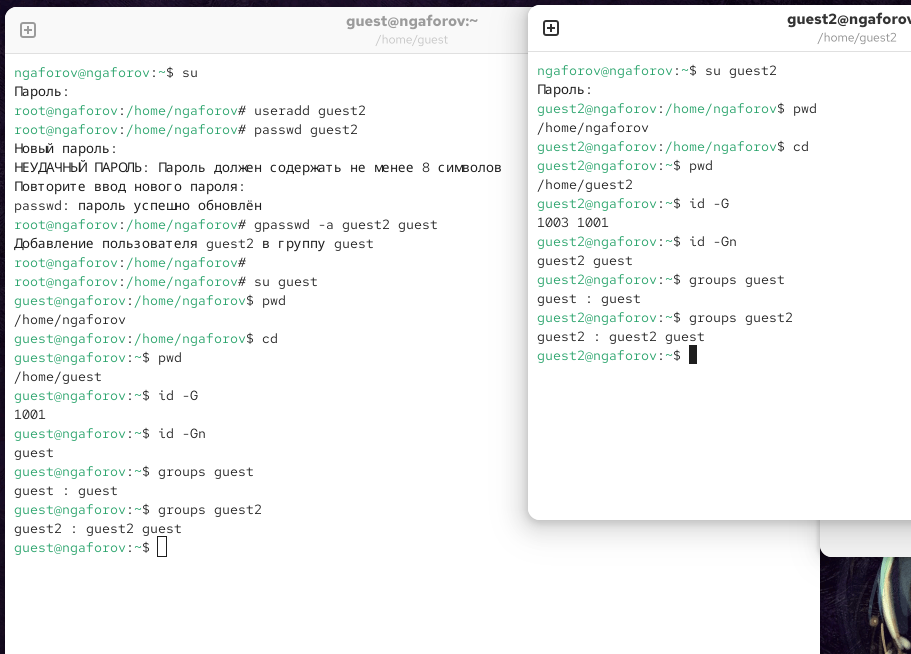 guest@ngaforov:~
/home/guest
ngaforov@ngaforov:~$ su
Пароль:
root@ngaforov:/home/ngaforov# useradd guest2
root@ngaforov:/home/ngaforov# passwd guest2
Новый пароль:
НЕУДАЧНЫЙ ПАРОЛЬ: Пароль должен содержать не менее 8 символов
Повторите ввод нового пароля:
passwd: пароль успешно обновлён
root@ngaforov:/home/ngaforov# gpasswd -a guest2 guest
Добавление пользователя guest2 в группу guest
root@ngaforov:/home/ngaforov#
root@ngaforov:/home/ngaforov# su guest
guest@ngaforov:/home/ngaforov$ pwd
/home/ngaforov
guest@ngaforov:/home/ngaforov$ cd
guest@ngaforov:~$ pwd
/home/guest
guest@ngaforov:~$ id -G
1001
guest@ngaforov:~$ id -Gn
guest
guest@ngaforov:~$ groups guest
guest : guest
guest@ngaforov:~$ groups guest2
guest2 : guest2 guest
guest@ngaforov:~$
guest2@ngaforov
/home/guest2
ngaforov@ngaforov:~$ su guest2
Пароль:
guest2@ngaforov:/home/ngaforov$ pwd
/home/ngaforov
guest2@ngaforov:/home/ngaforov$ cd
guest2@ngaforov:~$ pwd
/home/guest2
guest2@ngaforov:~$ id -G
1003 1001
guest2@ngaforov:~$ id -Gn
guest2 guest
guest2@ngaforov:~$ groups guest
guest : guest
guest2@ngaforov:~$ groups guest2
guest2 : guest2 guest
guest2@ngaforov:~$